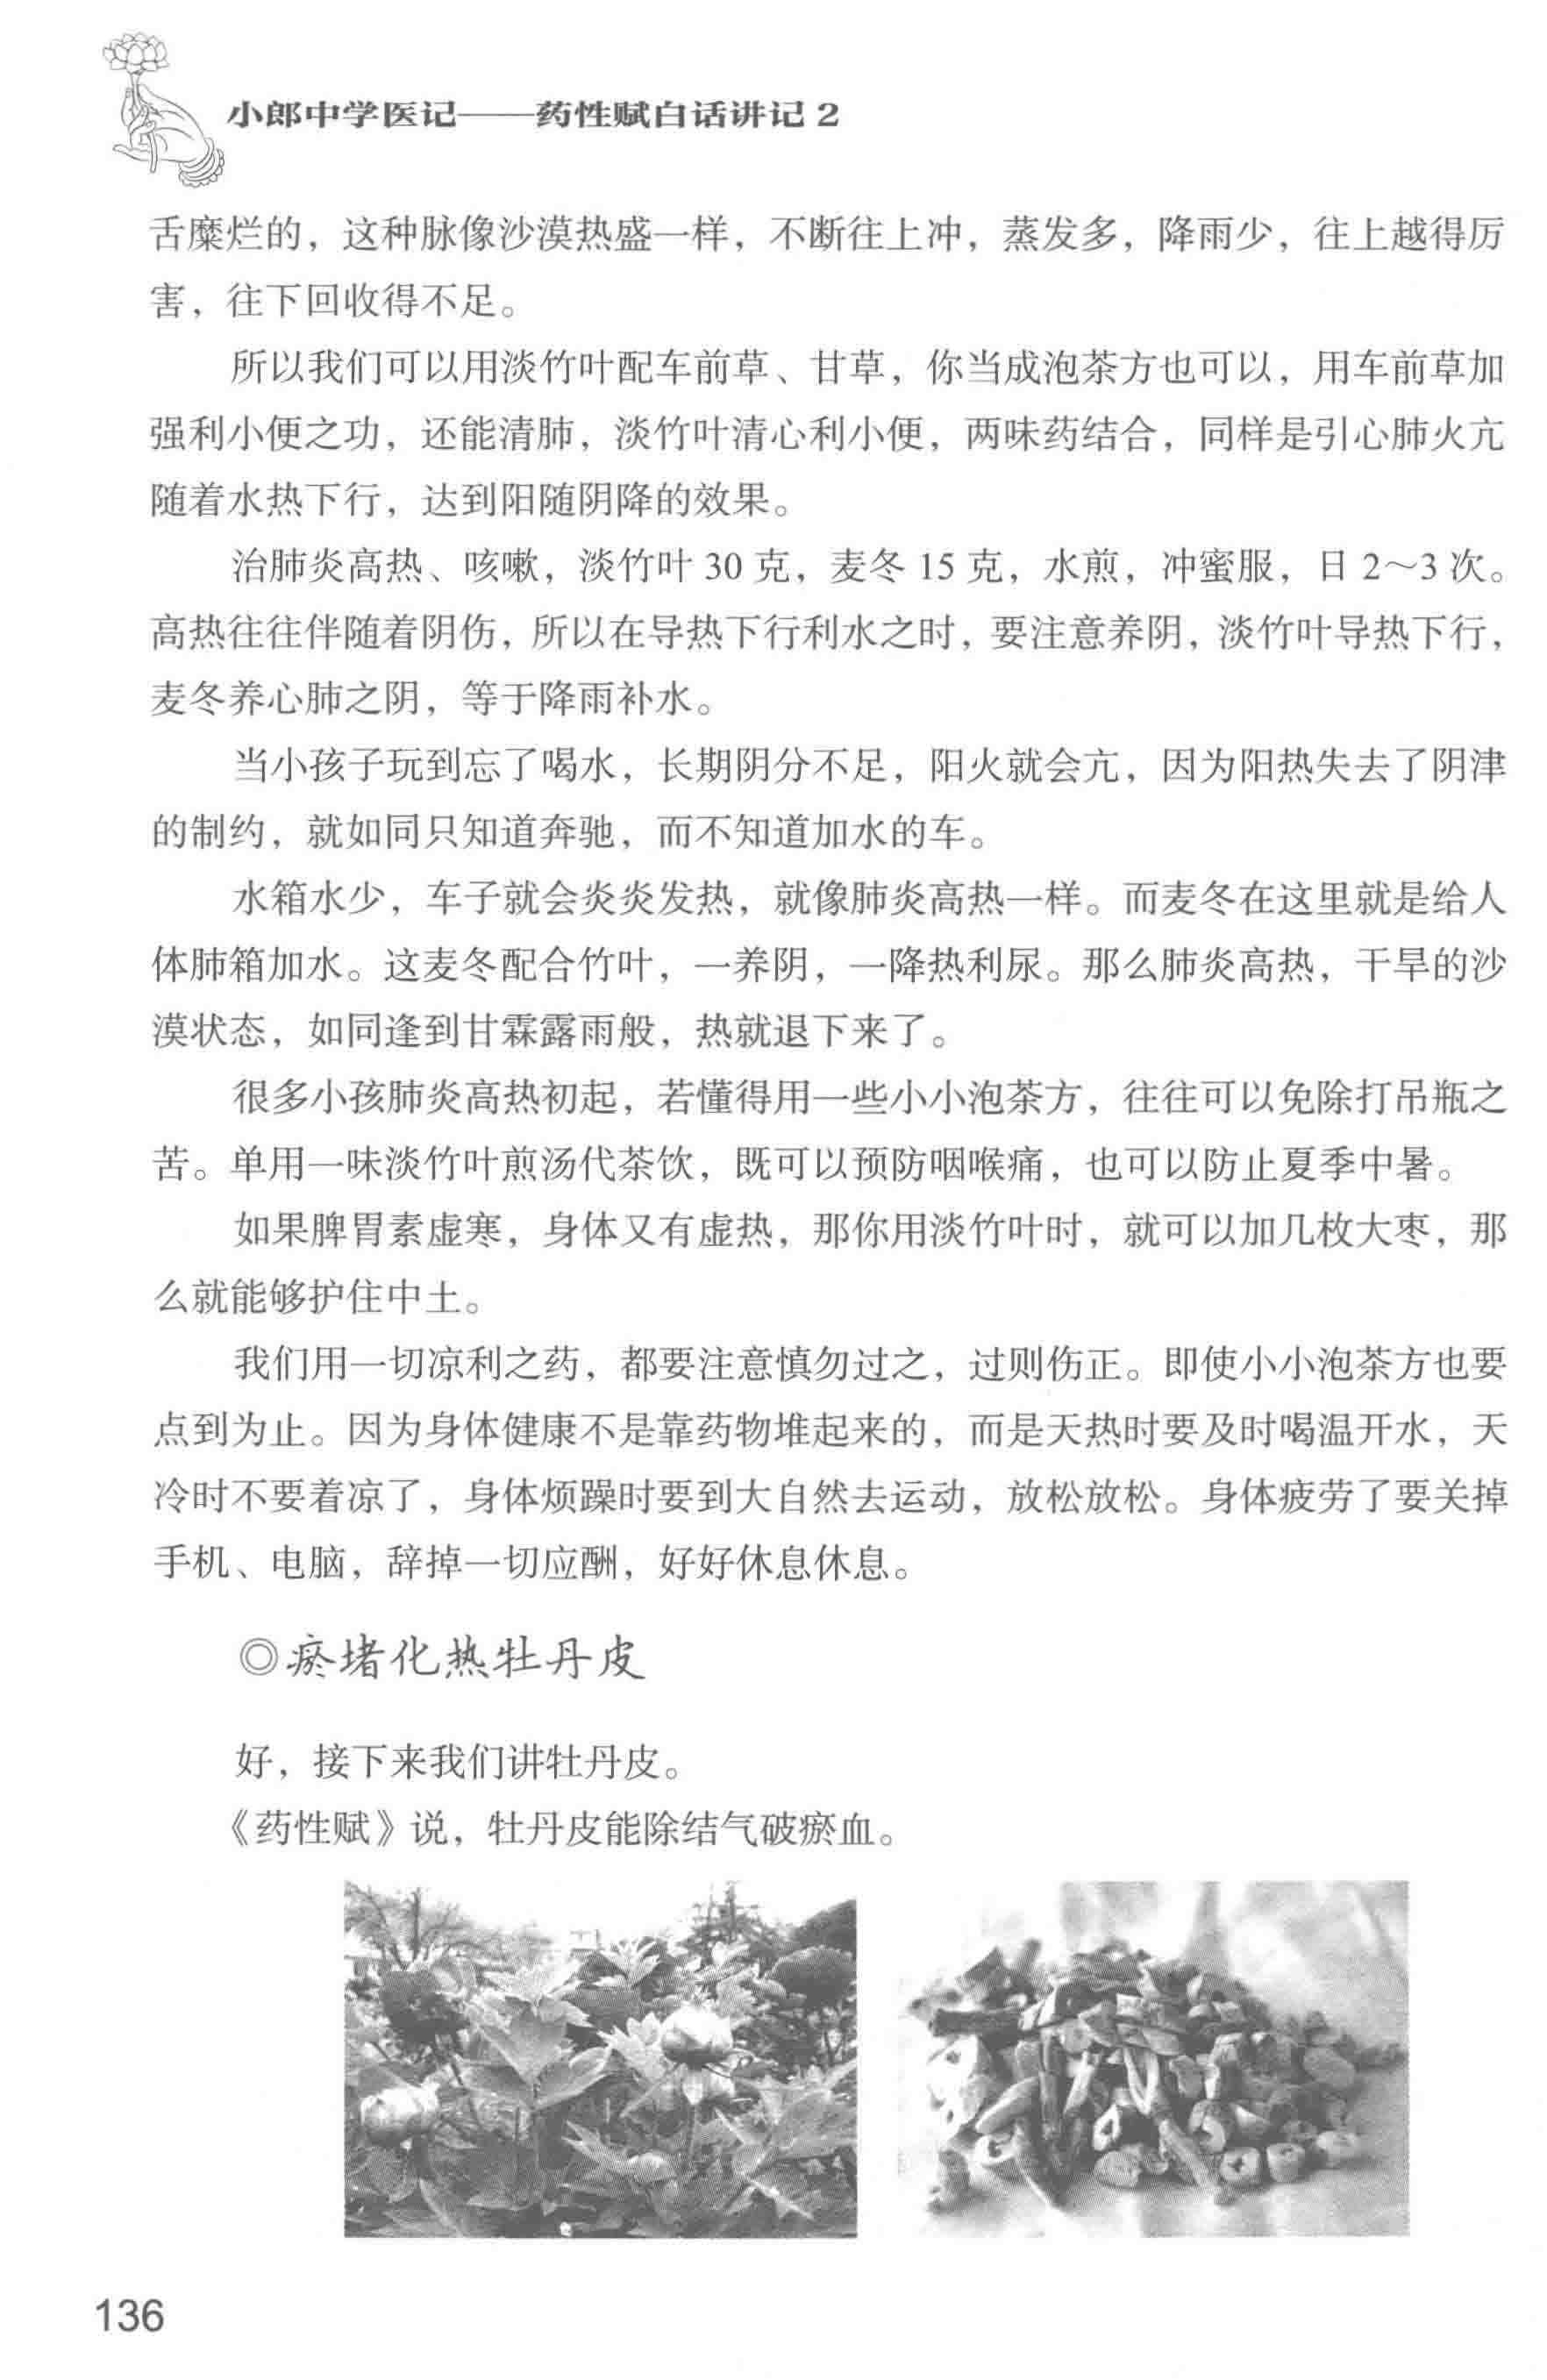 小郎中学医记——药性赋白话讲记 2
舌糜烂的，这种脉像沙漠热盛一样，不断往上冲，蒸发多，降雨少，往上越得厉
害，往下回收得不足。
所以我们可以用淡竹叶配车前草、甘草，你当成泡茶方也可以，用车前草加
强利小便之功，还能清肺，淡竹叶清心利小便，两味药结合，同样是引心肺火亢
随着水热下行，达到阳随阴降的效果。
治肺炎高热、咳嗽，淡竹叶 30 克，麦冬 15 克，水煎，冲蜜服，日 2～3 次。
高热往往伴随着阴伤，所以在导热下行利水之时，要注意养阴，淡竹叶导热下行，
麦冬养心肺之阴，等于降雨补水。
当小孩子玩到忘了喝水，长期阴分不足，阳火就会亢，因为阳热失去了阴津
的制约，就如同只知道奔驰，而不知道加水的车。
水箱水少，车子就会炎炎发热，就像肺炎高热一样。而麦冬在这里就是给人
体肺箱加水。这麦冬配合竹叶，一养阴，一降热利尿。那么肺炎高热，干旱的沙
漠状态，如同逢到甘霖露雨般，热就退下来了。
很多小孩肺炎高热初起，若懂得用一些小小泡茶方，往往可以免除打吊瓶之
苦。单用一味淡竹叶煎汤代茶饮，既可以预防咽喉痛，也可以防止夏季中暑。
如果脾胃素虚寒，身体又有虚热，那你用淡竹叶时，就可以加几枚大枣，那
么就能够护住中土。
我们用一切凉利之药，都要注意慎勿过之，过则伤正。即使小小泡茶方也要
点到为止。因为身体健康不是靠药物堆起来的，而是天热时要及时喝温开水，天
冷时不要着凉了，身体烦躁时要到大自然去运动，放松放松。身体疲劳了要关掉
手机、电脑，辞掉一切应酬，好好休息休息。
◎瘀堵化热牡丹皮
好，接下来我们讲牡丹皮。
《药性赋》说，牡丹皮能除结气破瘀血。
136